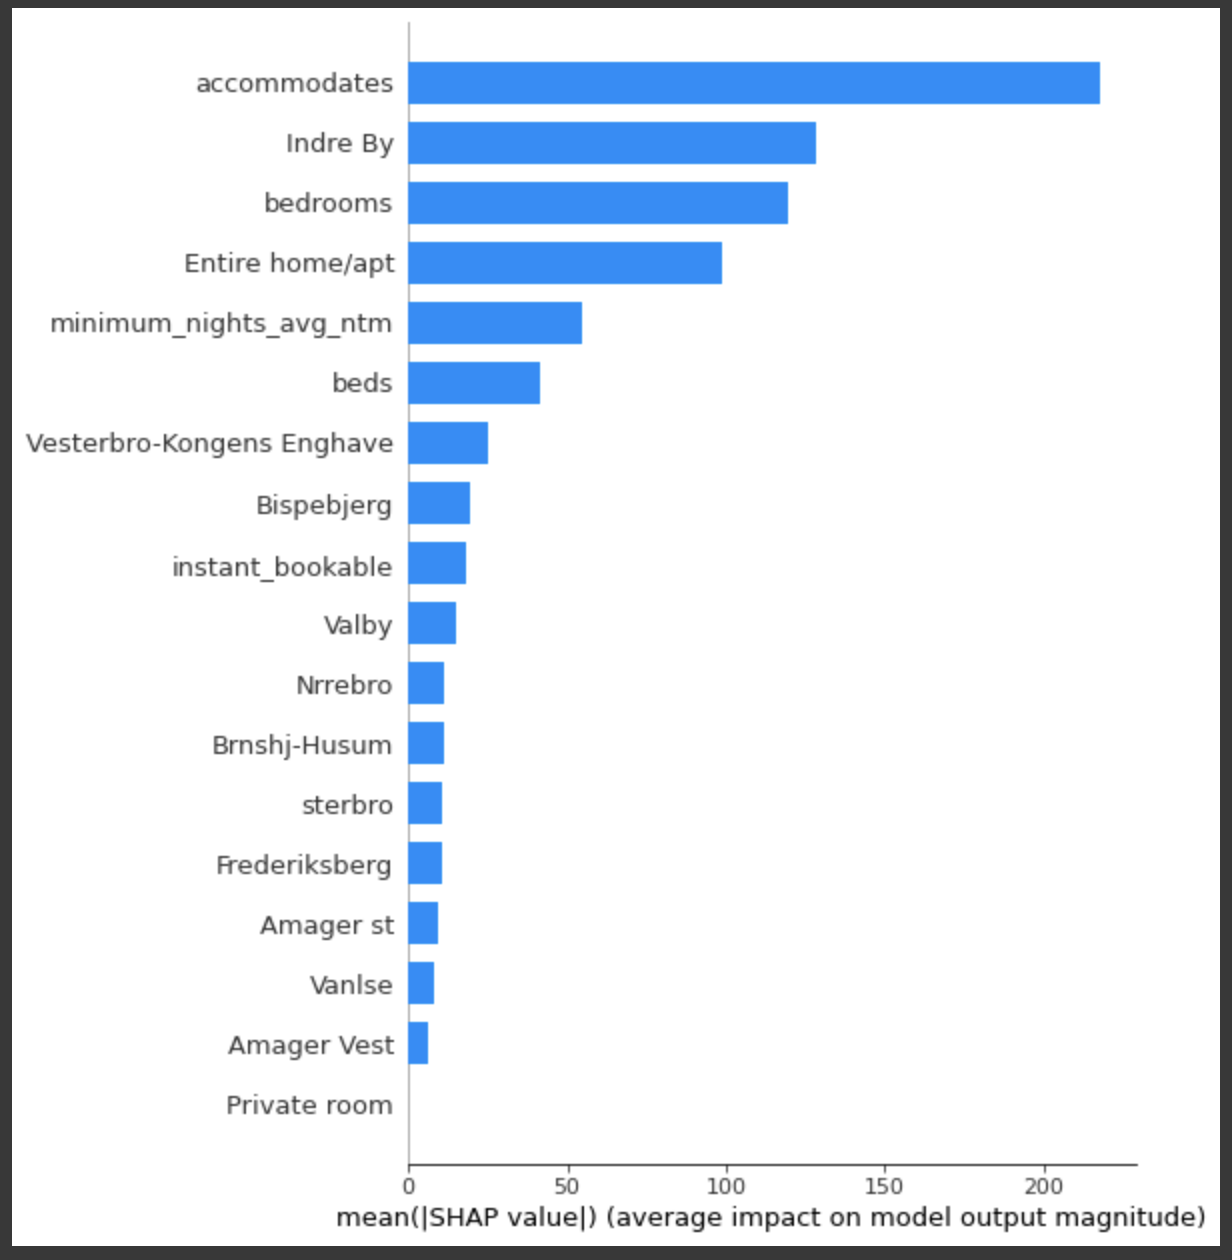 accommodates
Indre By
bedrooms
Entire home/apt
minimum_nights_avg_ntm
beds
Vesterbro-Kongens Enghave
Bispebjerg
instant_bookable
Valby
Nrrebro
Brnshj-Husum
sterbro
Frederiksberg
Amager st
Vanlse
Amager Vest
Private room
0 50 100 150 200
mean(|SHAP value|) (average impact on model output magnitude)